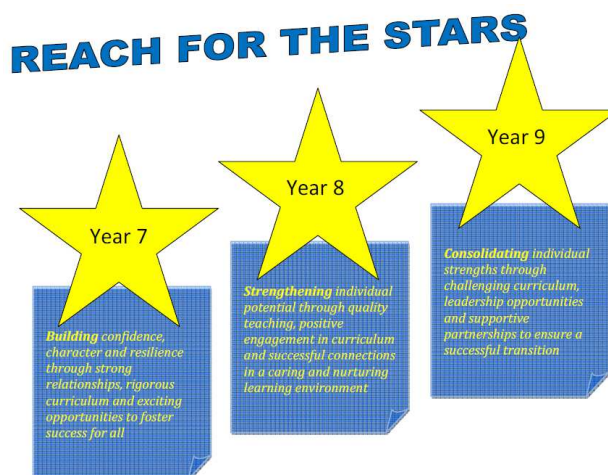 REACH FOR THE STARS
Year 7
Building confidence,
character and resilience
through strong
relationships, rigorous
curriculum and exciting
opportunities to foster
success for all
Year 8
Strengthening individual
potential through quality
teaching, positive
engagement in curriculum
and successful connections
in a caring and nurturing
learning environment
Year 9
Consolidating individual
strengths through
challenging curriculum,
leadership opportunities
and supportive
partnerships to ensure a
successful transition